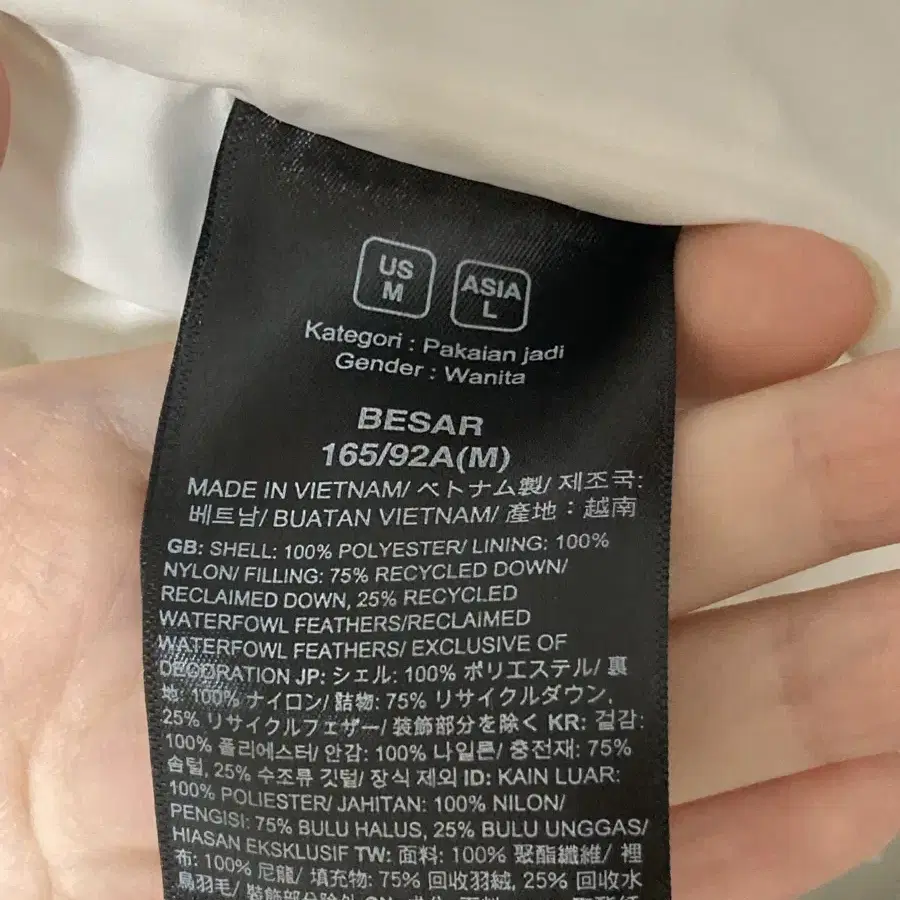 US
M
ASIA
L
Kategori : Pakaian jadi
Gender : Wanita
BESAR
165/92A(M)
MADE IN VIETNAM/ ベトナム製/ 제조국:
베트남/ BUATAN VIETNAM/ 產地：越南
GB: SHELL: 100% POLYESTER/ LINING: 100%
NYLON/ FILLING: 75% RECYCLED DOWN/
RECLAIMED DOWN, 25% RECYCLED
WATERFOWL FEATHERS/RECLAIMED
WATERFOWL FEATHERS/ EXCLUSIVE OF
DECORATION JP: シェル: 100% ポリエステル/ 裏
地: 100% ナイロン/ 詰物: 75% リサイクルダウン,
25% リサイクルフェザー/ 装飾部分を除く KR: 겉감:
100% 폴리에스터/ 안감: 100% 나일론/ 충전재: 75%
솜털, 25% 수조류 깃털/ 장식 제외 ID: KAIN LUAR:
100% POLIESTER/ JAHITAN: 100% NILON/
PENGISI: 75% BULU HALUS, 25% BULU UNGGAS/
HIASAN EKSKLUSIF TW: 面料: 100% 聚酯纖維/ 裡
布: 100% 尼龍/ 填充物: 75% 回收羽絨, 25% 回收水
鳥羽毛/ 裝飾部分除外